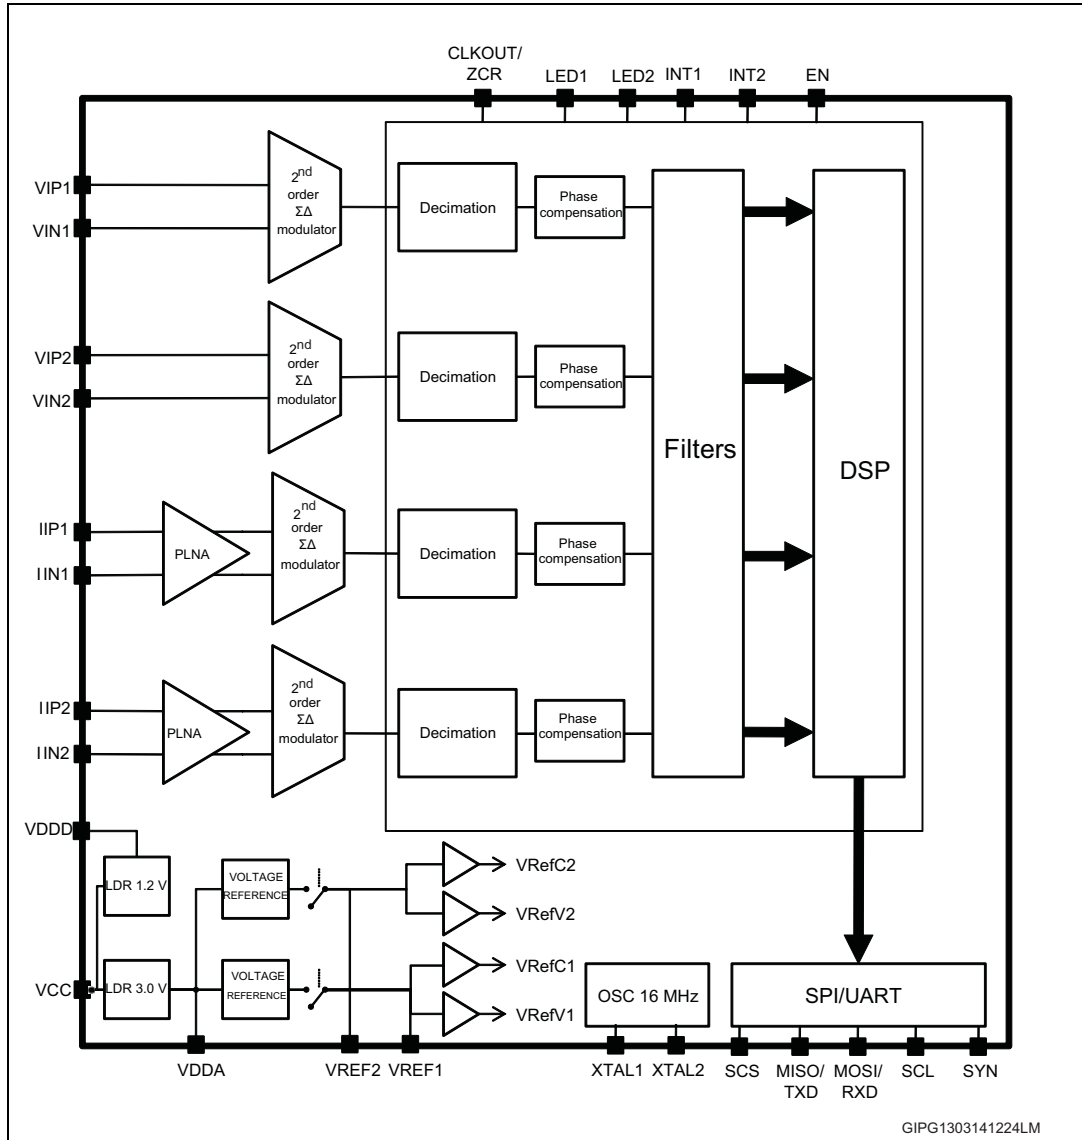 CLKOUT/
ZCR
LED1
LED2
INT1
INT2
EN
VIP1
VIN1
2nd
order
ΣΔ
modulator
Decimation
Phase
compensation
VIP2
VIN2
2nd
order
ΣΔ
modulator
Decimation
Phase
compensation
Filters
DSP
IIP1
IIN1
PLNA
2nd
order
ΣΔ
modulator
Decimation
Phase
compensation
IIP2
IIN2
PLNA
2nd
order
ΣΔ
modulator
Decimation
Phase
compensation
VDDD
LDR 1.2 V
VOLTAGE
REFERENCE
VRefC2
VRefV2
VCC
LDR 3.0 V
VOLTAGE
REFERENCE
VRefC1
VRefV1
OSC 16 MHz
SPI/UART
VDDA
VREF2
VREF1
XTAL1
XTAL2
SCS
MISO/
TXD
MOSI/
RXD
SCL
SYN
GIPG1303141224LM